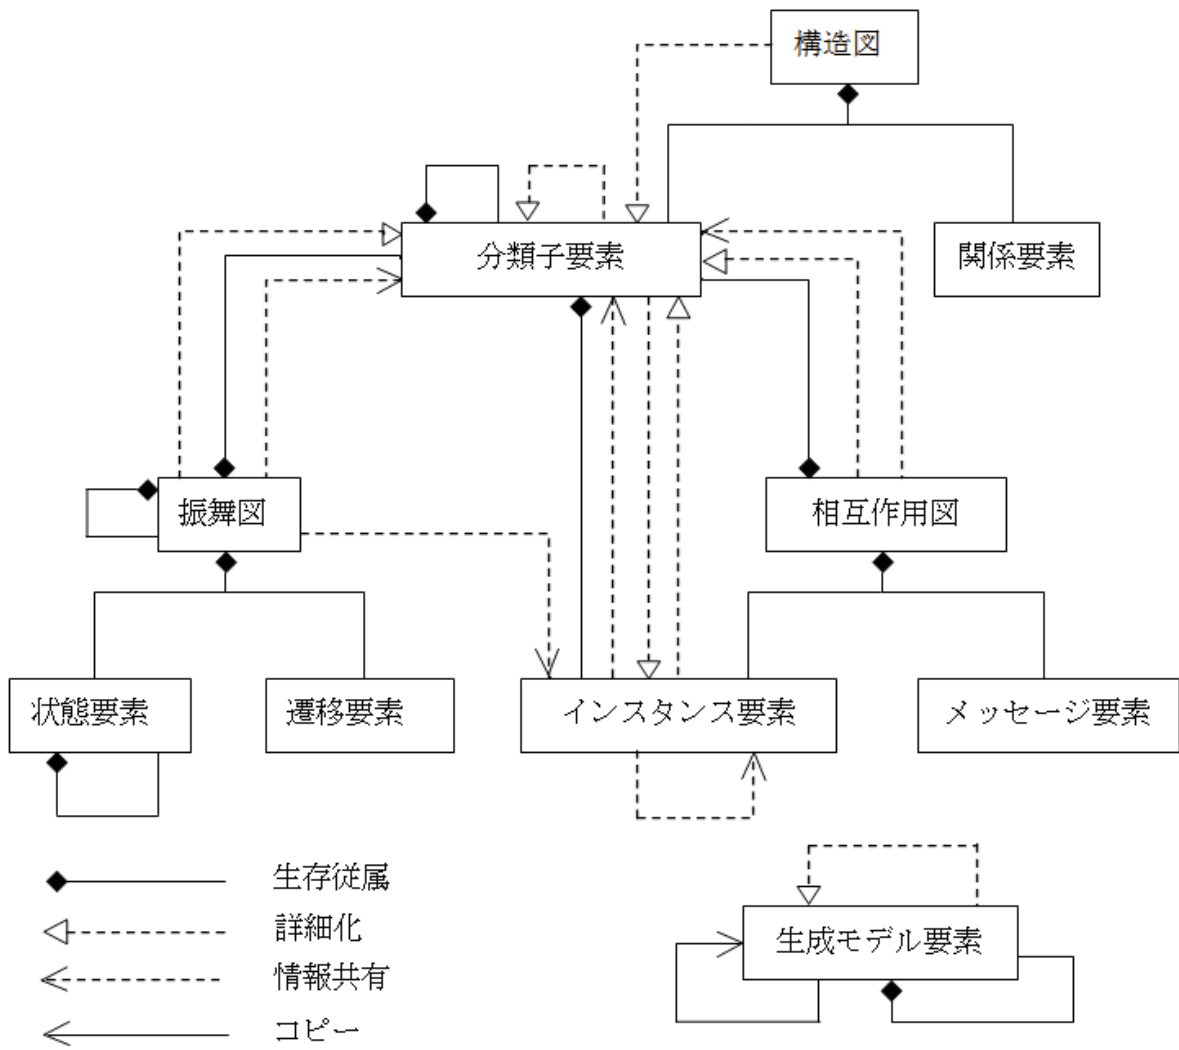 構造図
分類子要素
関係要素
振舞図
相互作用図
状態要素
遷移要素
インスタンス要素
メッセージ要素
生存従属
詳細化
情報共有
コピー
生成モデル要素